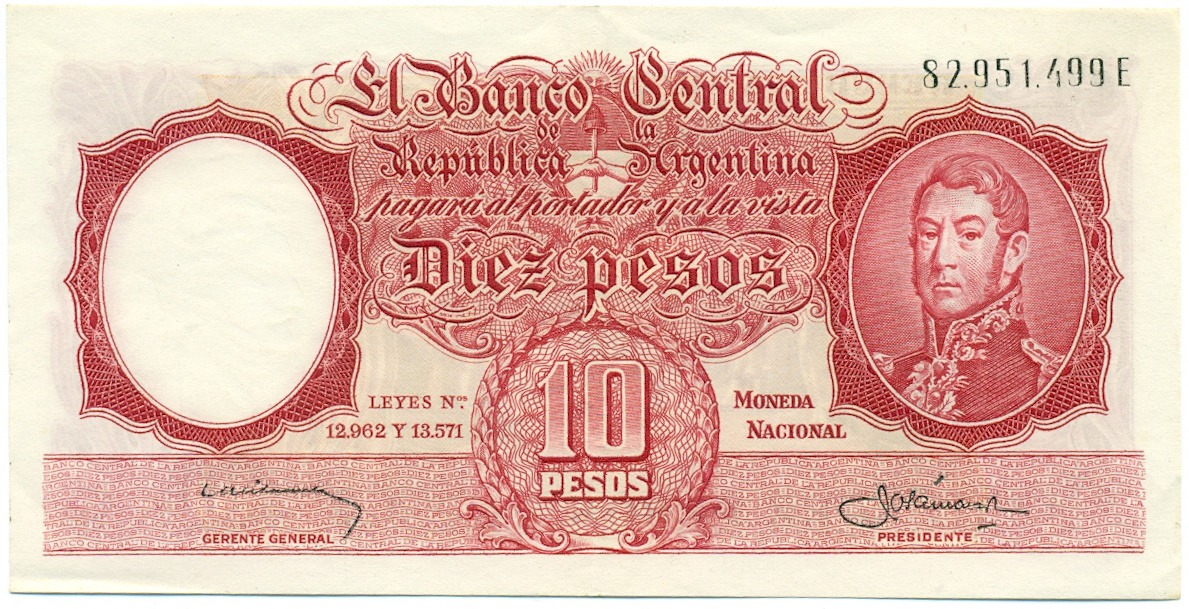 82.951.499 E
El Banco Central
de la
República Argentina
pagará al portador y a la vista
Diez pesos
LEYES Nos.
12.962 Y 13.571
10
PESOS
MONEDA
NACIONAL
GERENTE GENERAL
PRESIDENTE